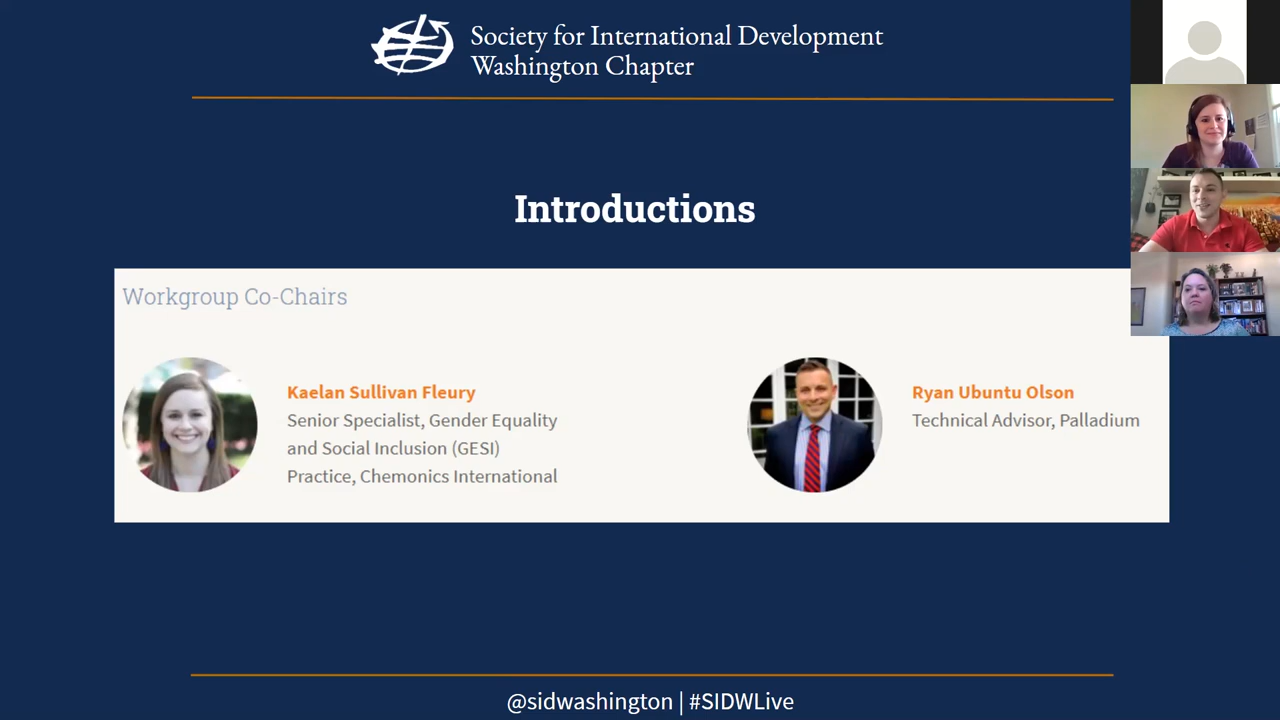 Society for International Development
Washington Chapter
Introductions
Workgroup Co-Chairs
Kaelan Sullivan Fleury
Senior Specialist, Gender Equality
and Social Inclusion (GESI)
Practice, Chemonics International
Ryan Ubuntu Olson
Technical Advisor, Palladium
@sidwashington | #SIDWLive